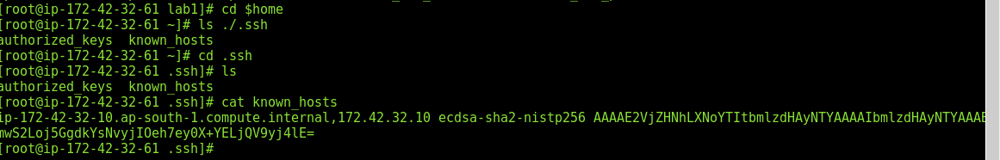 [root@ip-172-42-32-61 lab1]# cd $home
[root@ip-172-42-32-61 ~]# ls ./.ssh
authorized_keys  known_hosts
[root@ip-172-42-32-61 ~]# cd .ssh
[root@ip-172-42-32-61 .ssh]# ls
authorized_keys  known_hosts
[root@ip-172-42-32-61 .ssh]# cat known_hosts
ip-172-42-32-10.ap-south-1.compute.internal,172.42.32.10 ecdsa-sha2-nistp256 AAAAE2VjZHNhLXNoYTItbmlzdHAyNTYAAAAIbmlzdHAyNTYAAAB
mwS2Loj5GgdkYsNvyjIOeh7ey0X+YELjQV9yj4lE=
[root@ip-172-42-32-61 .ssh]#